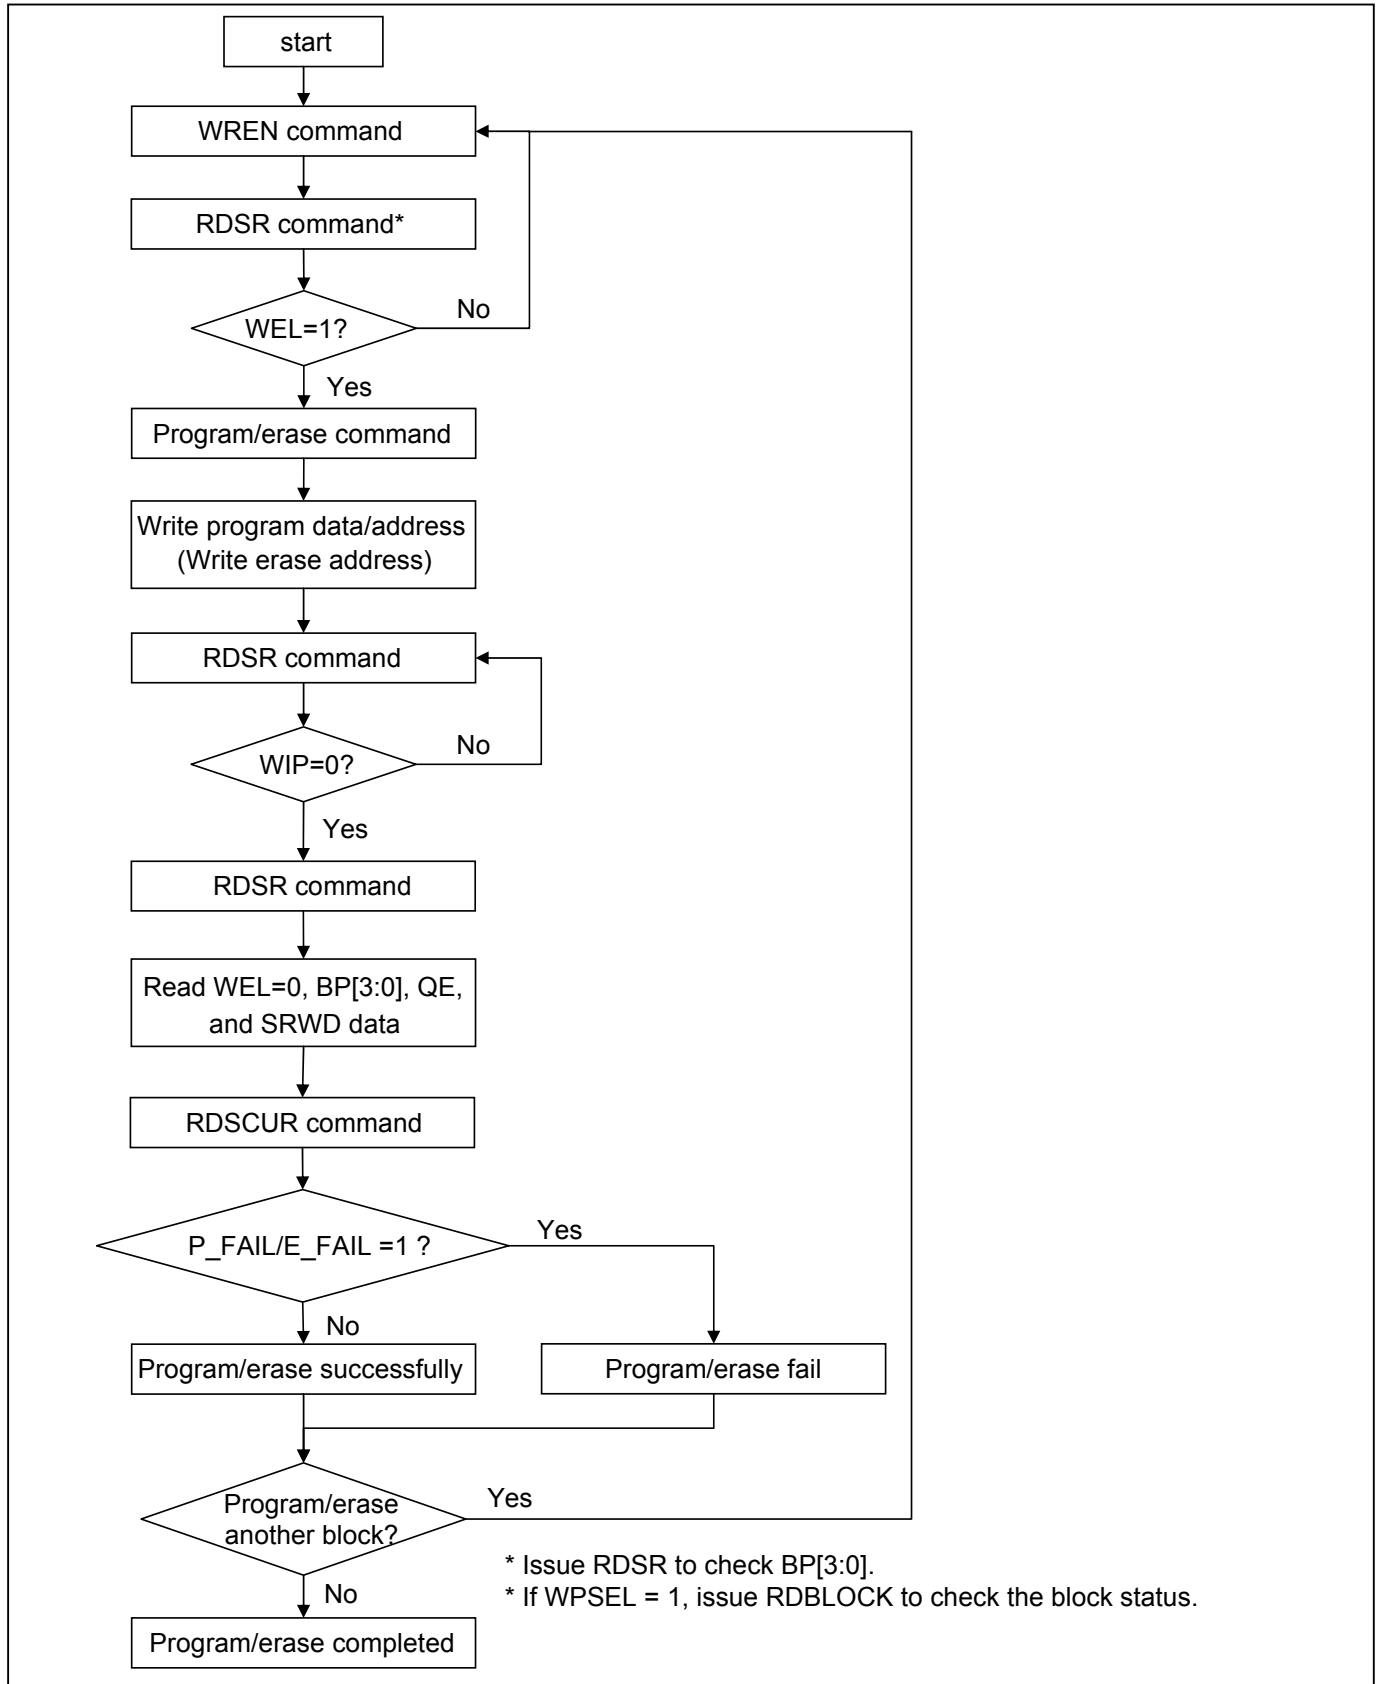 start
WREN command
RDSR command*
WEL=1?
No
Yes
Program/erase command
Write program data/address
(Write erase address)
RDSR command
WIP=0?
No
Yes
RDSR command
Read WEL=0, BP[3:0], QE,
and SRWD data
RDSCUR command
P_FAIL/E_FAIL =1 ?
Yes
No
Program/erase successfully
Program/erase fail
Program/erase
another block?
Yes
* Issue RDSR to check BP[3:0].
* If WPSEL = 1, issue RDBLOCK to check the block status.
No
Program/erase completed